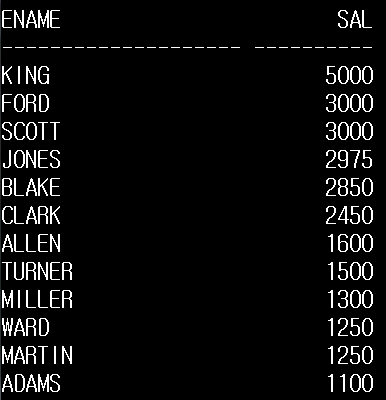 ENAME SAL
-------------------- ----------
KING 5000
FORD 3000
SCOTT 3000
JONES 2975
BLAKE 2850
CLARK 2450
ALLEN 1600
TURNER 1500
MILLER 1300
WARD 1250
MARTIN 1250
ADAMS 1100